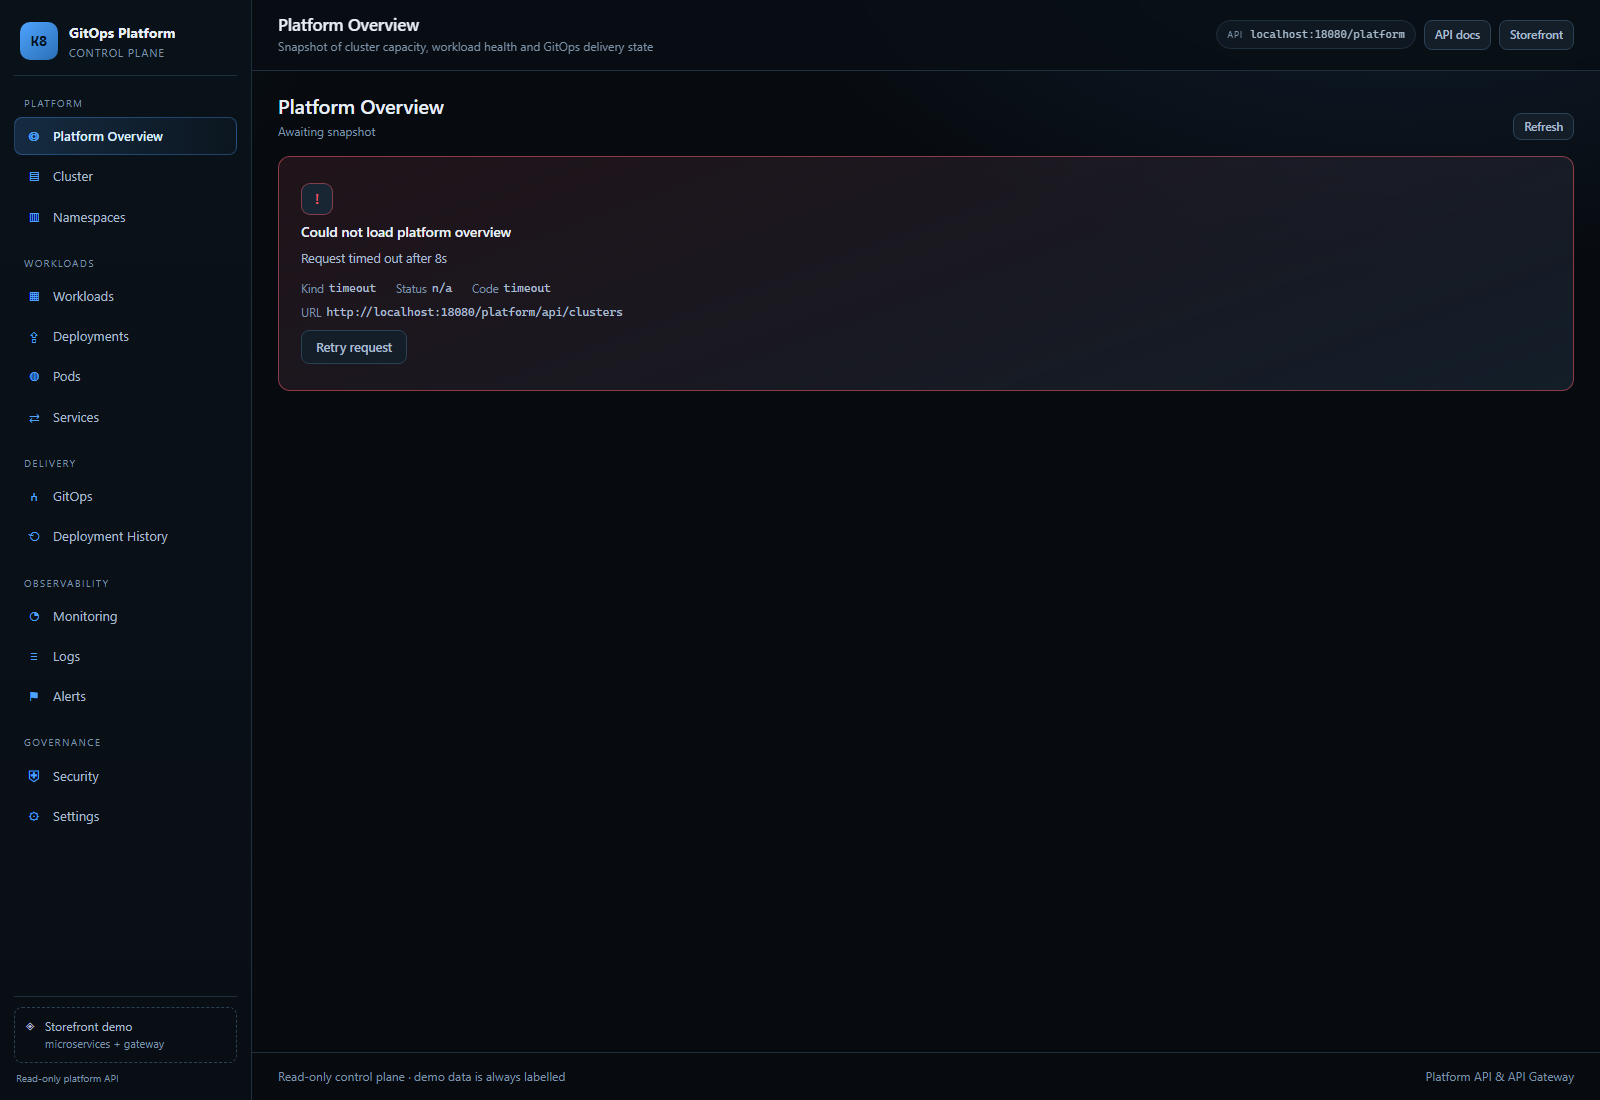 K8
GitOps Platform
CONTROL PLANE
PLATFORM
Platform Overview
Cluster
Namespaces
WORKLOADS
Workloads
Deployments
Pods
Services
DELIVERY
GitOps
Deployment History
OBSERVABILITY
Monitoring
Logs
Alerts
GOVERNANCE
Security
Settings
Storefront demo
microservices + gateway
Read-only platform API
Platform Overview
Snapshot of cluster capacity, workload health and GitOps delivery state
API localhost:18080/platform
API docs
Storefront
Platform Overview
Awaiting snapshot
Refresh
!
Could not load platform overview
Request timed out after 8s
Kind timeout Status n/a Code timeout
URL http://localhost:18080/platform/api/clusters
Retry request
Read-only control plane · demo data is always labelled
Platform API & API Gateway